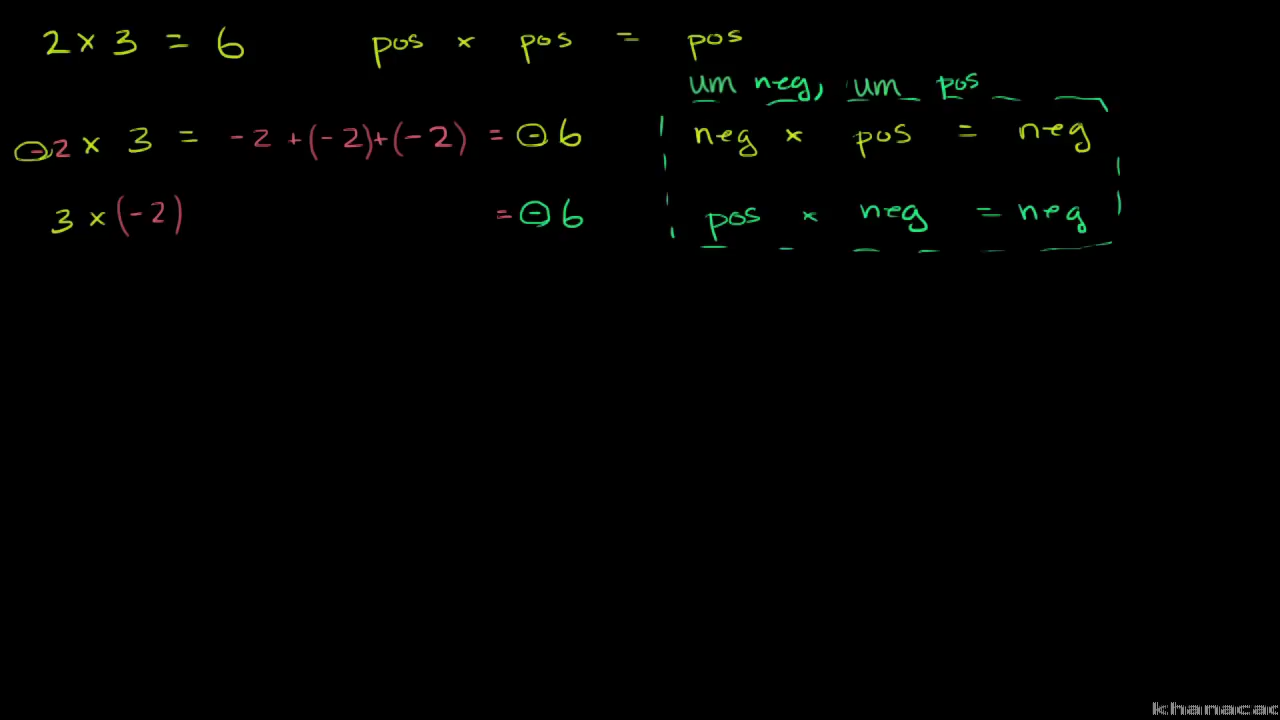 2 × 3 = 6 pos × pos = pos
um neg, um pos
-2 × 3 = -2 + (-2) + (-2) = -6 neg × pos = neg
3 × (-2) = -6 pos × neg = neg
khanacac